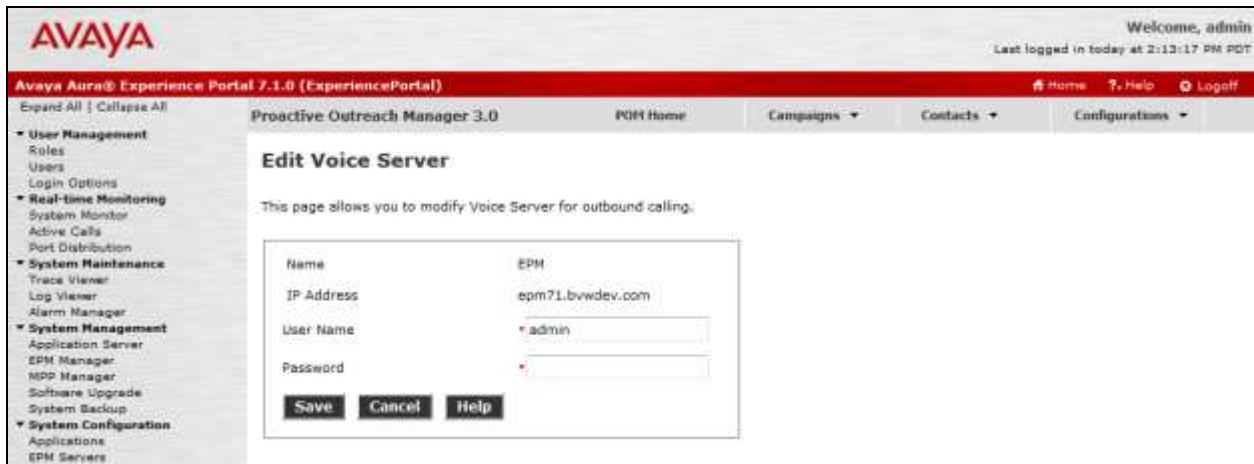 AVAYA
Welcome, admin
Last logged in today at 2:13:17 PM PDT
Avaya Aura® Experience Portal 7.1.0 (ExperiencePortal)
Home ?. Help Logoff
Expand All | Collapse All
▼ User Management
Roles
Users
Login Options
▼ Real-time Monitoring
System Monitor
Active Calls
Port Distribution
▼ System Maintenance
Trace Viewer
Log Viewer
Alarm Manager
▼ System Management
Application Server
EPM Manager
MPP Manager
Software Upgrade
System Backup
▼ System Configuration
Applications
EPM Servers
Proactive Outreach Manager 3.0 POM Home Campaigns ▼ Contacts ▼ Configurations ▼
Edit Voice Server
This page allows you to modify Voice Server for outbound calling.
Name EPM
IP Address epm71.bvwdev.com
User Name * admin
Password *
Save Cancel Help